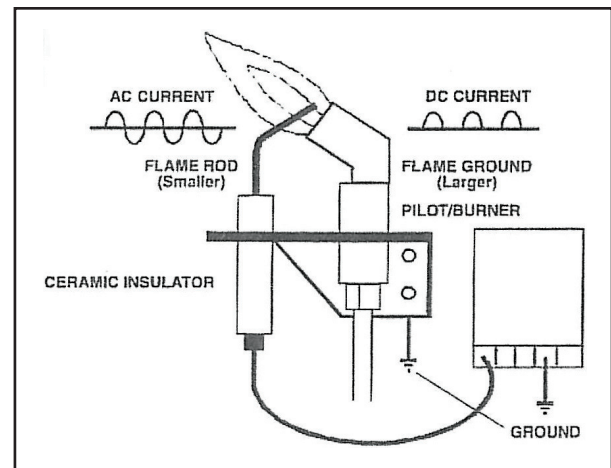 AC CURRENT
DC CURRENT
FLAME ROD
(Smaller)
FLAME GROUND
(Larger)
PILOT/BURNER
CERAMIC INSULATOR
GROUND